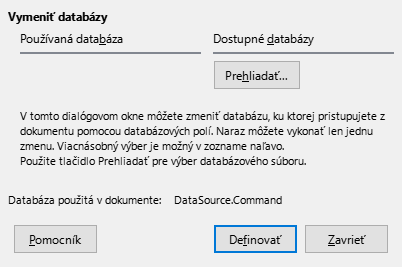 Vymeniť databázy
Používaná databáza
Dostupné databázy
Prehliadať...
V tomto dialógovom okne môžete zmeniť databázu, ku ktorej pristupujete z
dokumentu pomocou databázových polí. Naraz môžete vykonať len jednu
zmenu. Viacnásobný výber je možný v zozname naľavo.
Použite tlačidlo Prehliadať pre výber databázového súboru.
Databáza použitá v dokumente: DataSource.Command
Pomocník
Definovať
Zavrieť